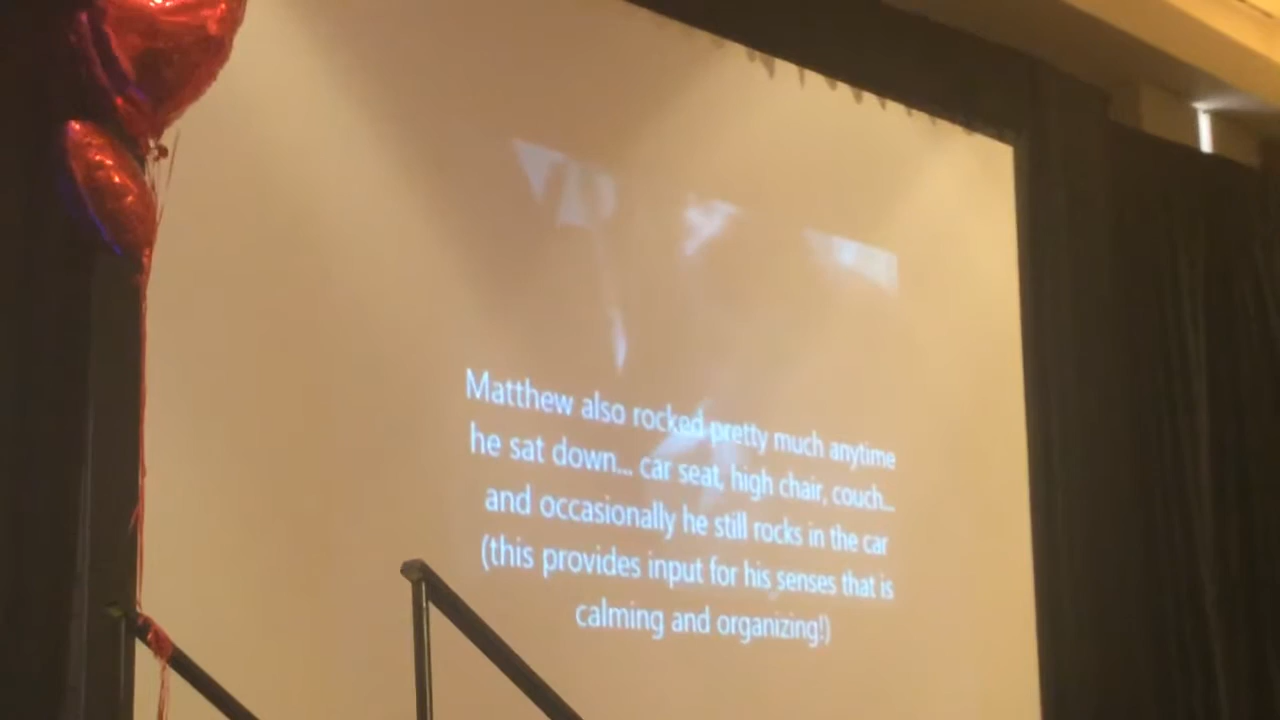 Matthew also rocked pretty much anytime
he sat down... car seat, high chair, couch...
and occasionally he still rocks in the car
(this provides input for his senses that is
calming and organizing!)